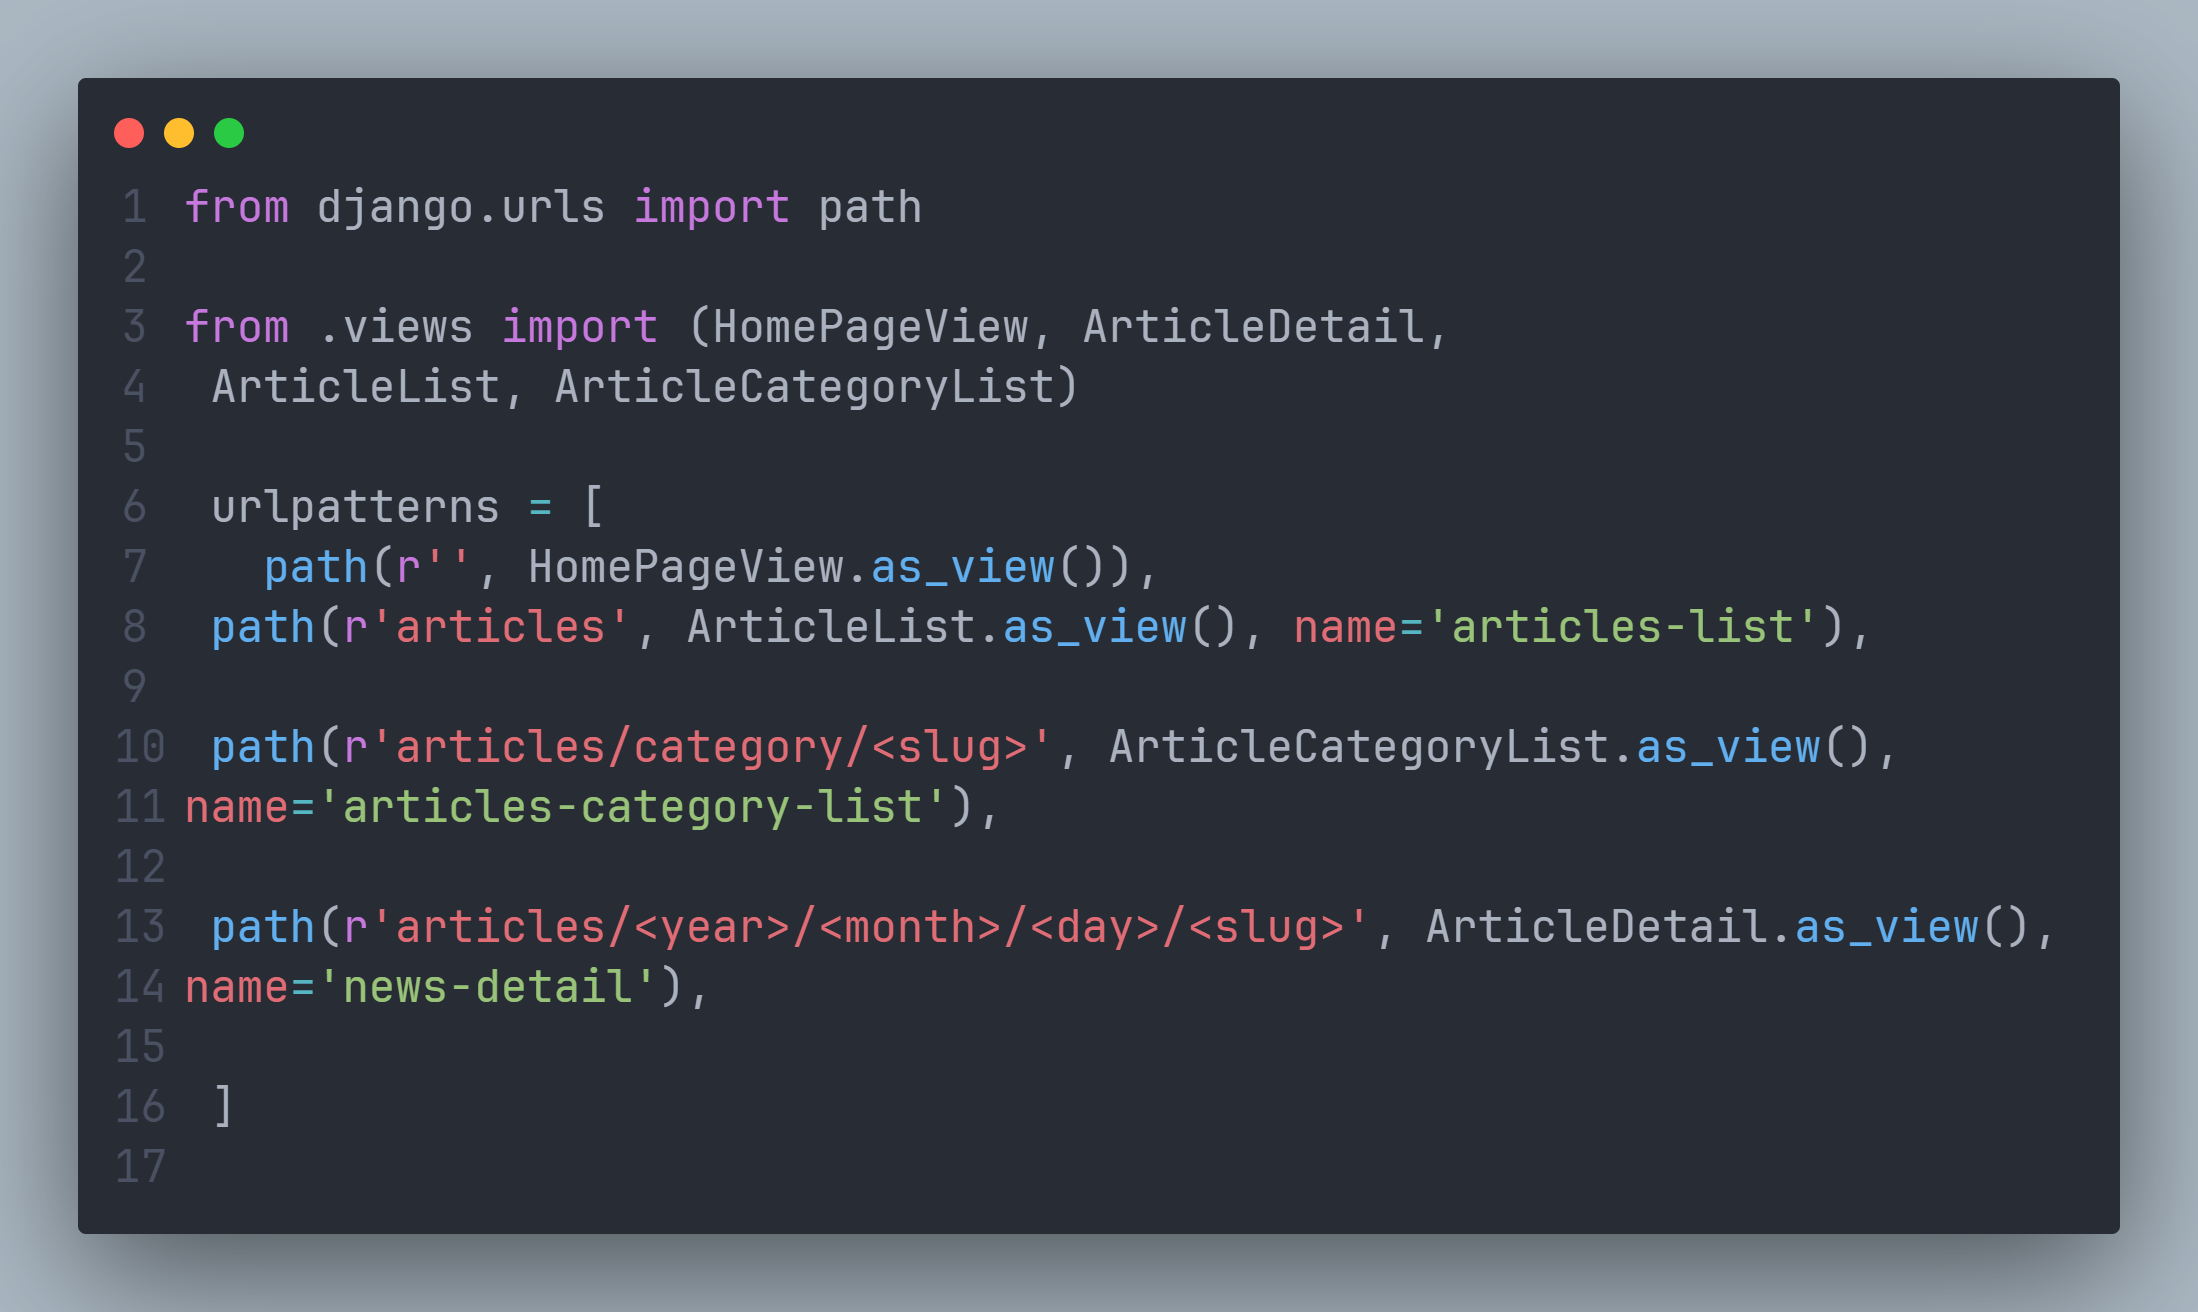 1 from django.urls import path
2
3 from .views import (HomePageView, ArticleDetail,
4  ArticleList, ArticleCategoryList)
5
6  urlpatterns = [
7    path(r'', HomePageView.as_view()),
8  path(r'articles', ArticleList.as_view(), name='articles-list'),
9
10  path(r'articles/category/<slug>', ArticleCategoryList.as_view(),
11 name='articles-category-list'),
12
13  path(r'articles/<year>/<month>/<day>/<slug>', ArticleDetail.as_view(),
14 name='news-detail'),
15
16  ]
17